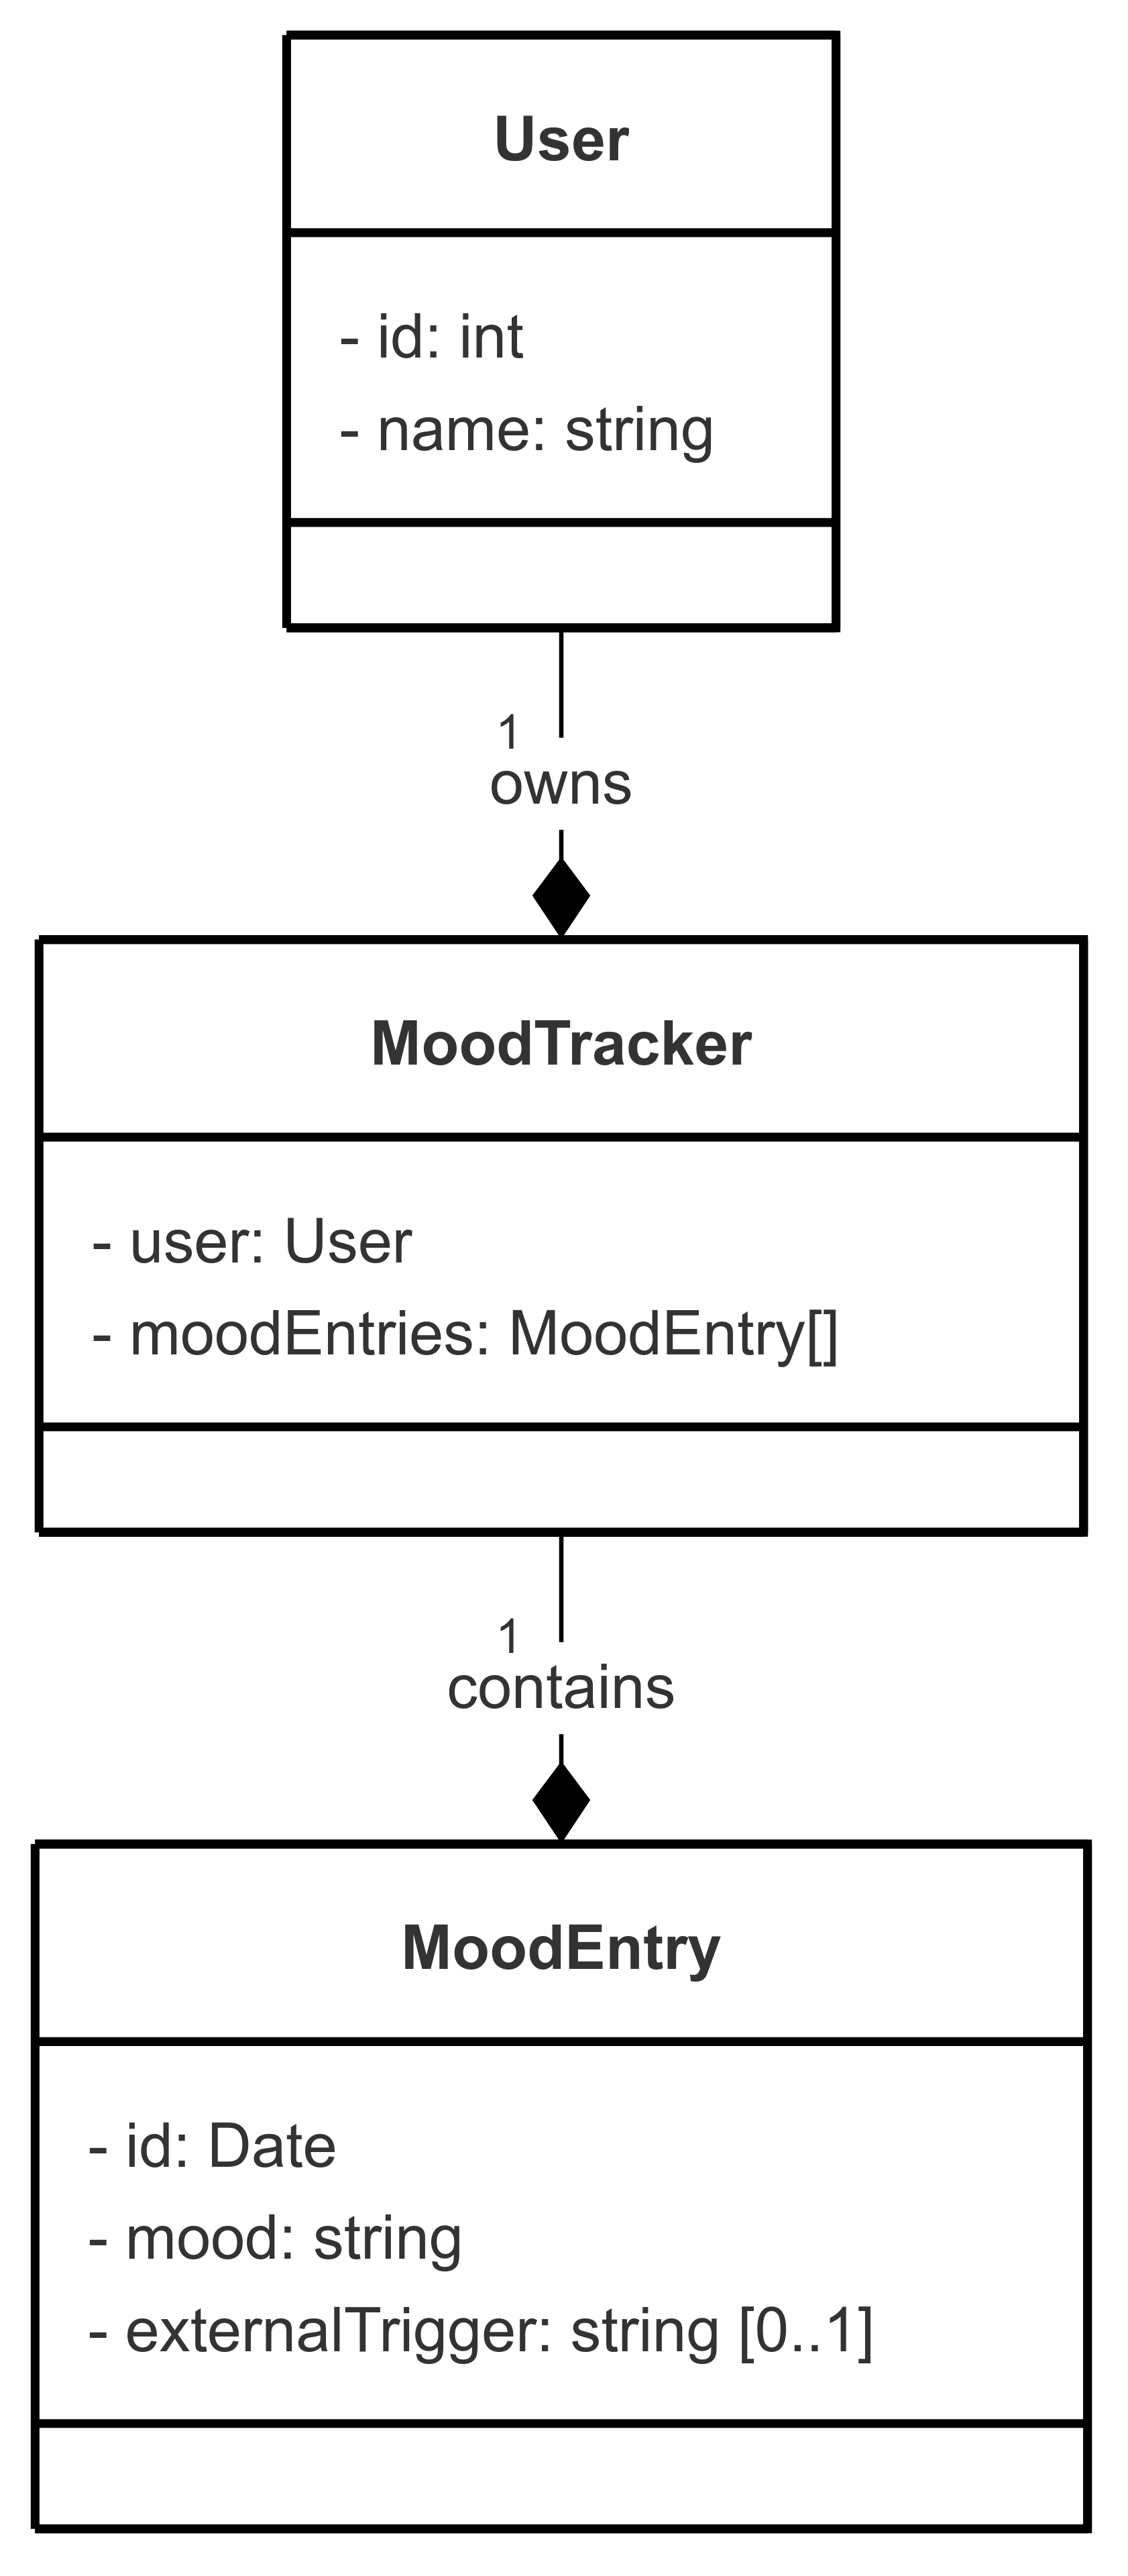 User
- id: int
- name: string
1
owns
MoodTracker
- user: User
- moodEntries: MoodEntry[]
1
contains
MoodEntry
- id: Date
- mood: string
- externalTrigger: string [0..1]